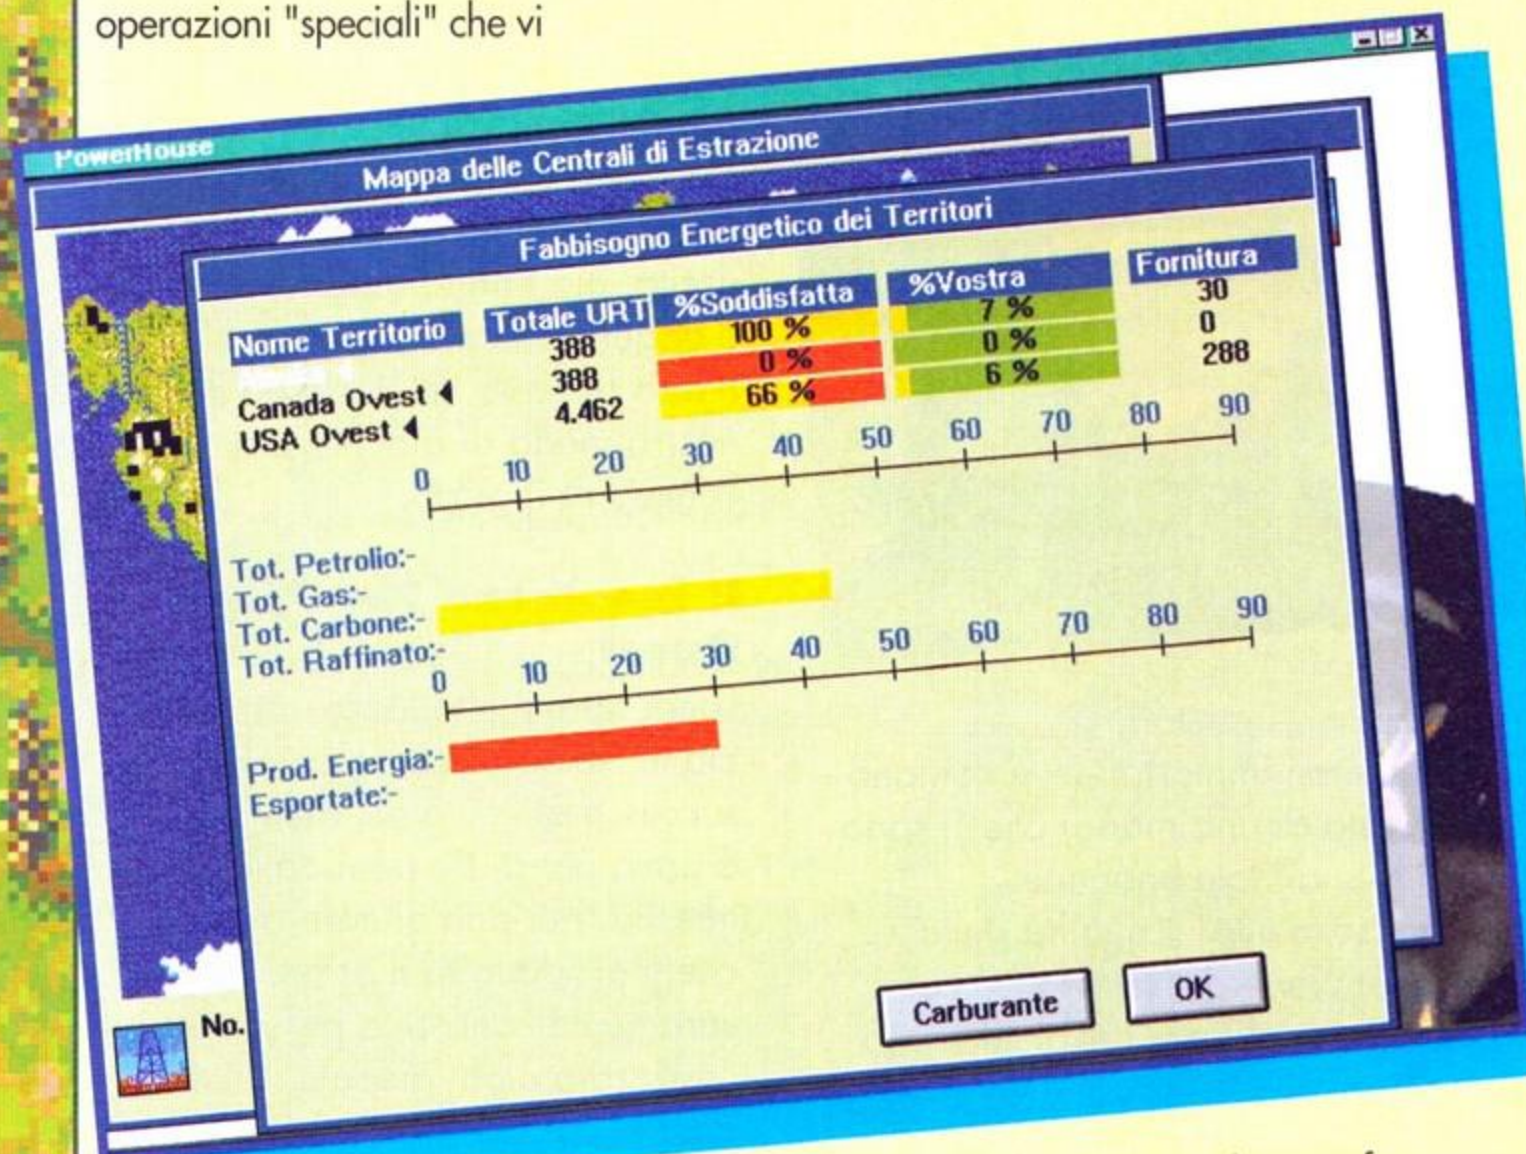 operazioni "speciali" che vi
PowerHouse
Mappa delle Centrali di Estrazione
Fabbisogno Energetico dei Territori
Nome Territorio Totale URT %Soddisfatta %Vostra Fornitura
388 100 % 7 % 30
Canada Ovest 388 0 % 0 % 0
USA Ovest 4.462 66 % 6 % 288
0 10 20 30 40 50 60 70 80 90
Tot. Petrolio:-
Tot. Gas:-
Tot. Carbone:-
Tot. Raffinato:-
0 10 20 30 40 50 60 70 80 90
Prod. Energia:-
Esportate:-
Carburante OK
No.